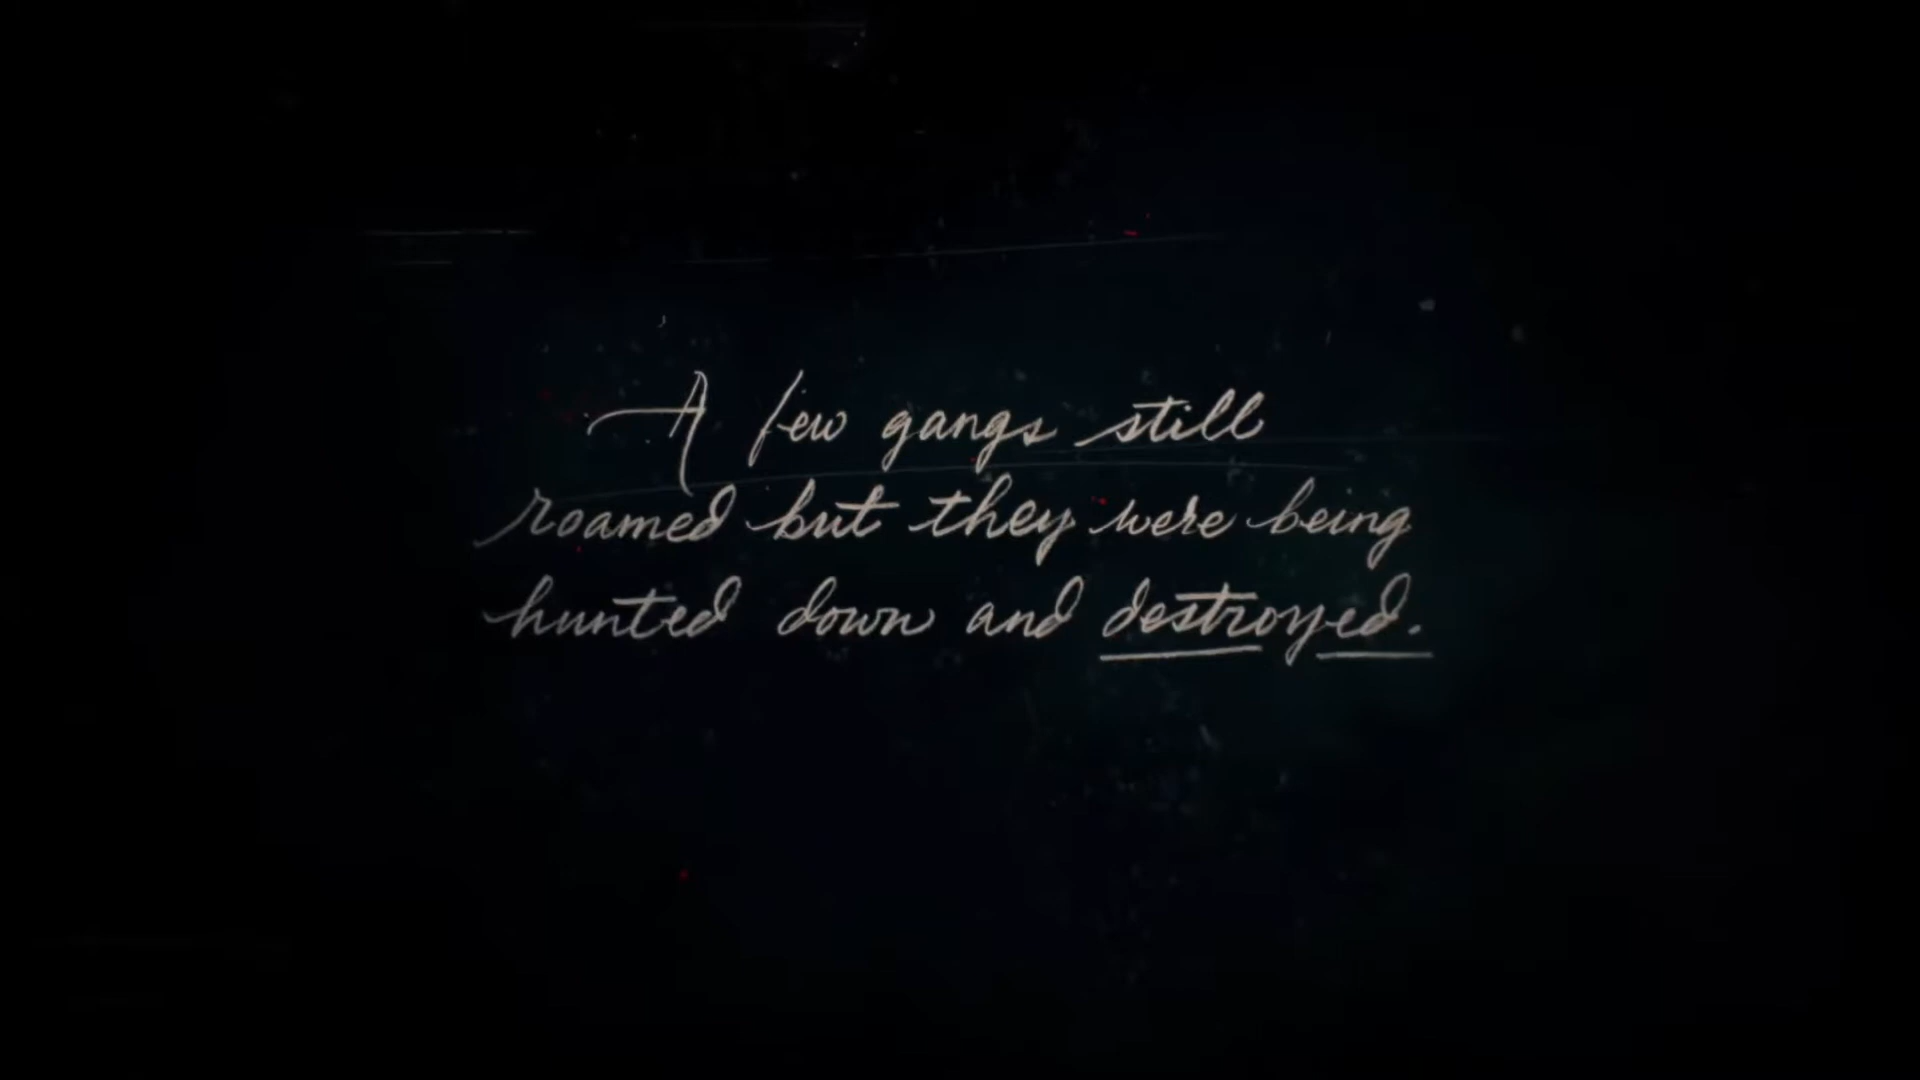 A few gangs still
roamed but they were being
hunted down and destroyed.